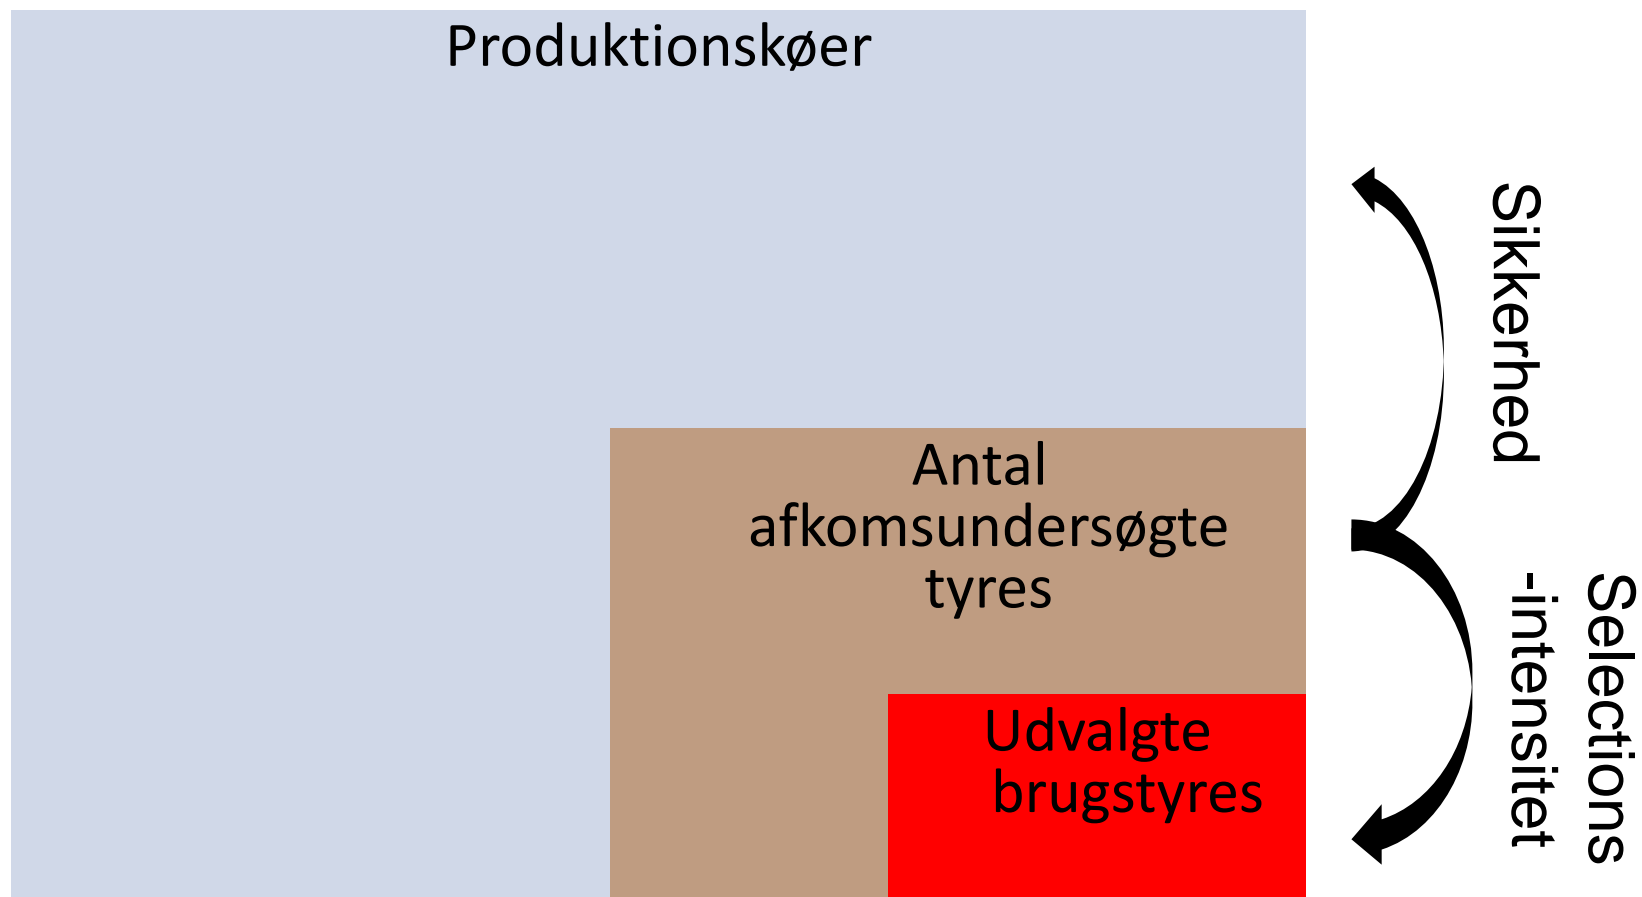 Produktionskøer
Sikkerhed
Antal
afkomsundersøgte
tyres
Selections
-intensitet
Udvalgte
brugstyres